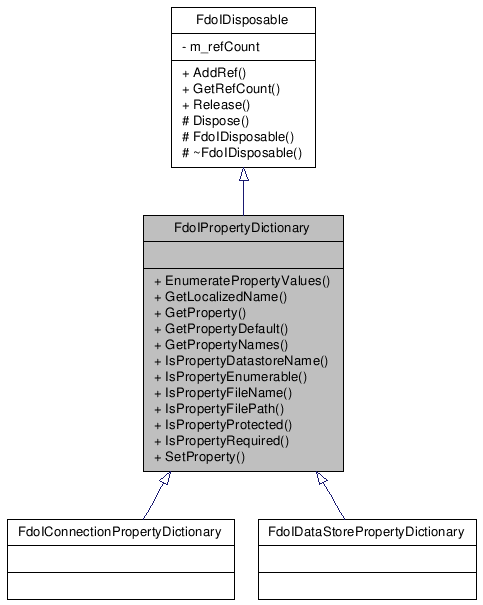 FdoIDisposable
- m_refCount
+ AddRef()
+ GetRefCount()
+ Release()
# Dispose()
# FdoIDisposable()
# ~FdoIDisposable()
FdoIPropertyDictionary
+ EnumeratePropertyValues()
+ GetLocalizedName()
+ GetProperty()
+ GetPropertyDefault()
+ GetPropertyNames()
+ IsPropertyDatastoreName()
+ IsPropertyEnumerable()
+ IsPropertyFileName()
+ IsPropertyFilePath()
+ IsPropertyProtected()
+ IsPropertyRequired()
+ SetProperty()
FdoIConnectionPropertyDictionary
FdoIDataStorePropertyDictionary